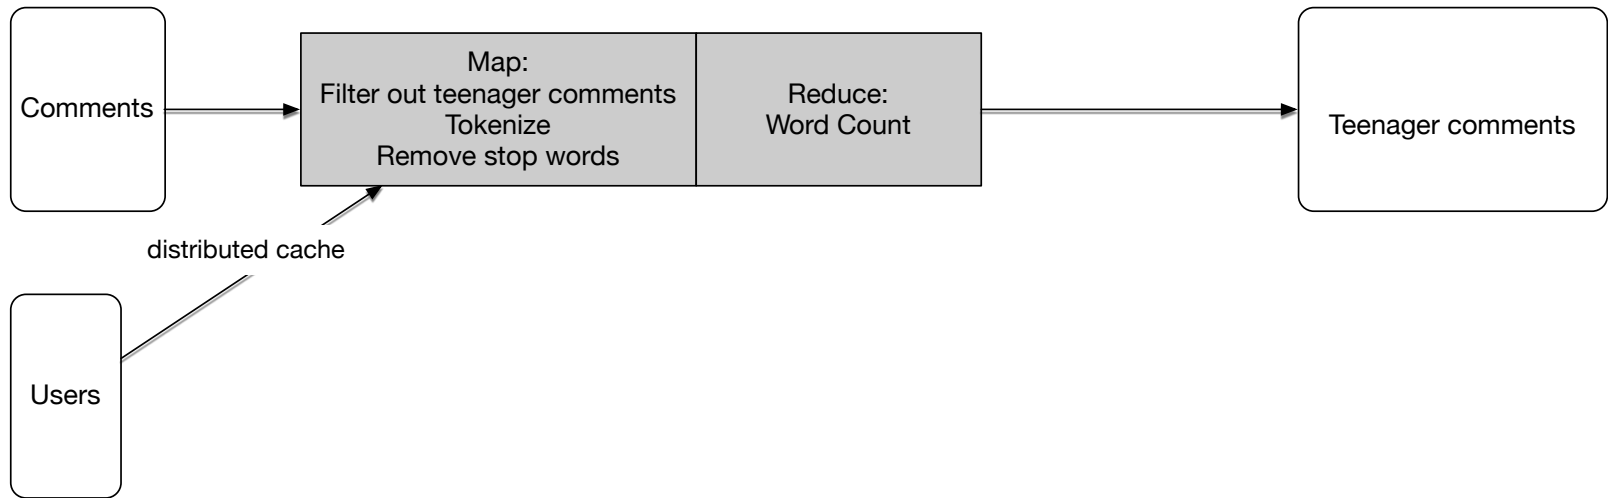 Comments
Map:
Filter out teenager comments
Tokenize
Remove stop words
Reduce:
Word Count
Teenager comments
distributed cache
Users